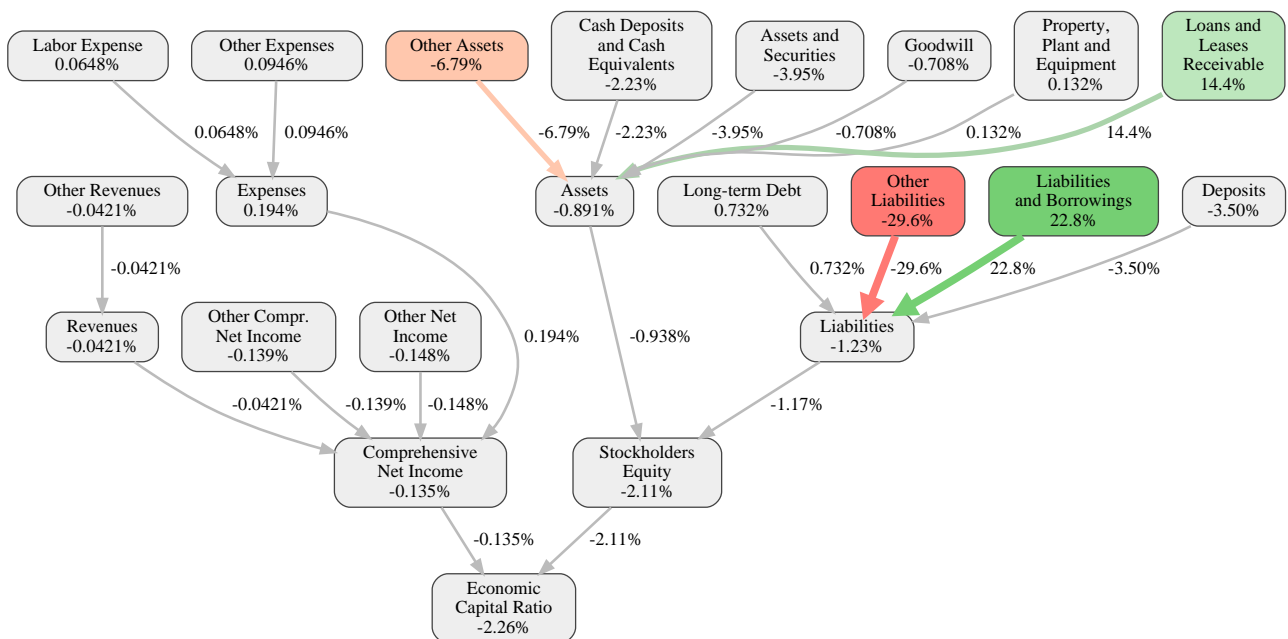 Labor Expense
0.0648%
Other Expenses
0.0946%
Other Assets
-6.79%
Cash Deposits
and Cash
Equivalents
-2.23%
Assets and
Securities
-3.95%
Goodwill
-0.708%
Property,
Plant and
Equipment
0.132%
Loans and
Leases
Receivable
14.4%
0.0648%
0.0946%
-6.79%
-2.23%
-3.95%
-0.708%
0.132%
14.4%
Other Revenues
-0.0421%
Expenses
0.194%
Assets
-0.891%
Long-term Debt
0.732%
Other
Liabilities
-29.6%
Liabilities
and Borrowings
22.8%
Deposits
-3.50%
-0.0421%
0.732%
-29.6%
22.8%
-3.50%
Revenues
-0.0421%
Other Compr.
Net Income
-0.139%
Other Net
Income
-0.148%
0.194%
-0.938%
Liabilities
-1.23%
-0.0421%
-0.139%
-0.148%
-1.17%
Comprehensive
Net Income
-0.135%
Stockholders
Equity
-2.11%
-0.135%
-2.11%
Economic
Capital Ratio
-2.26%